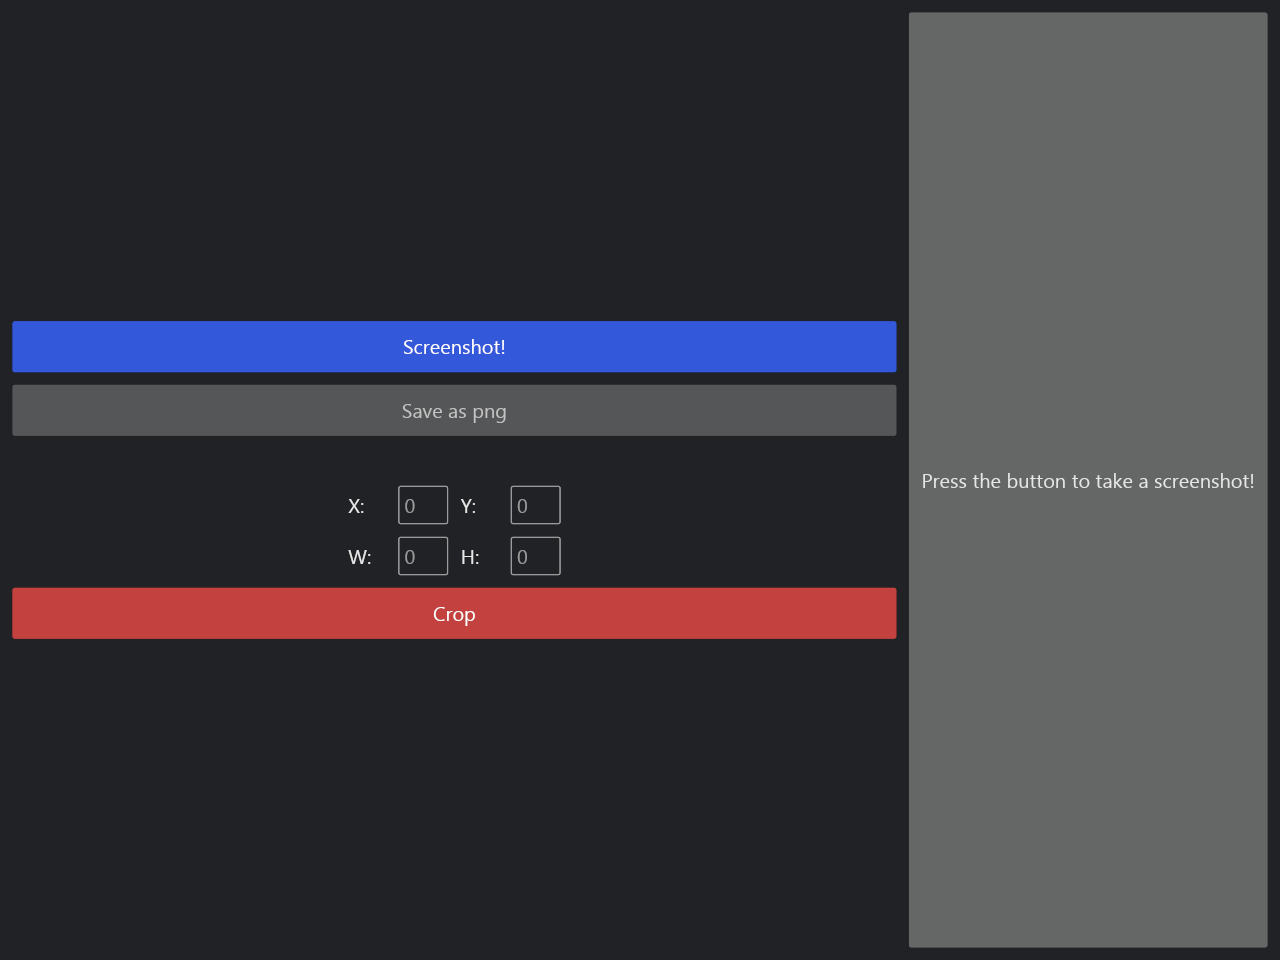 Screenshot!
Save as png
X: 0 Y: 0
W: 0 H: 0
Crop
Press the button to take a screenshot!